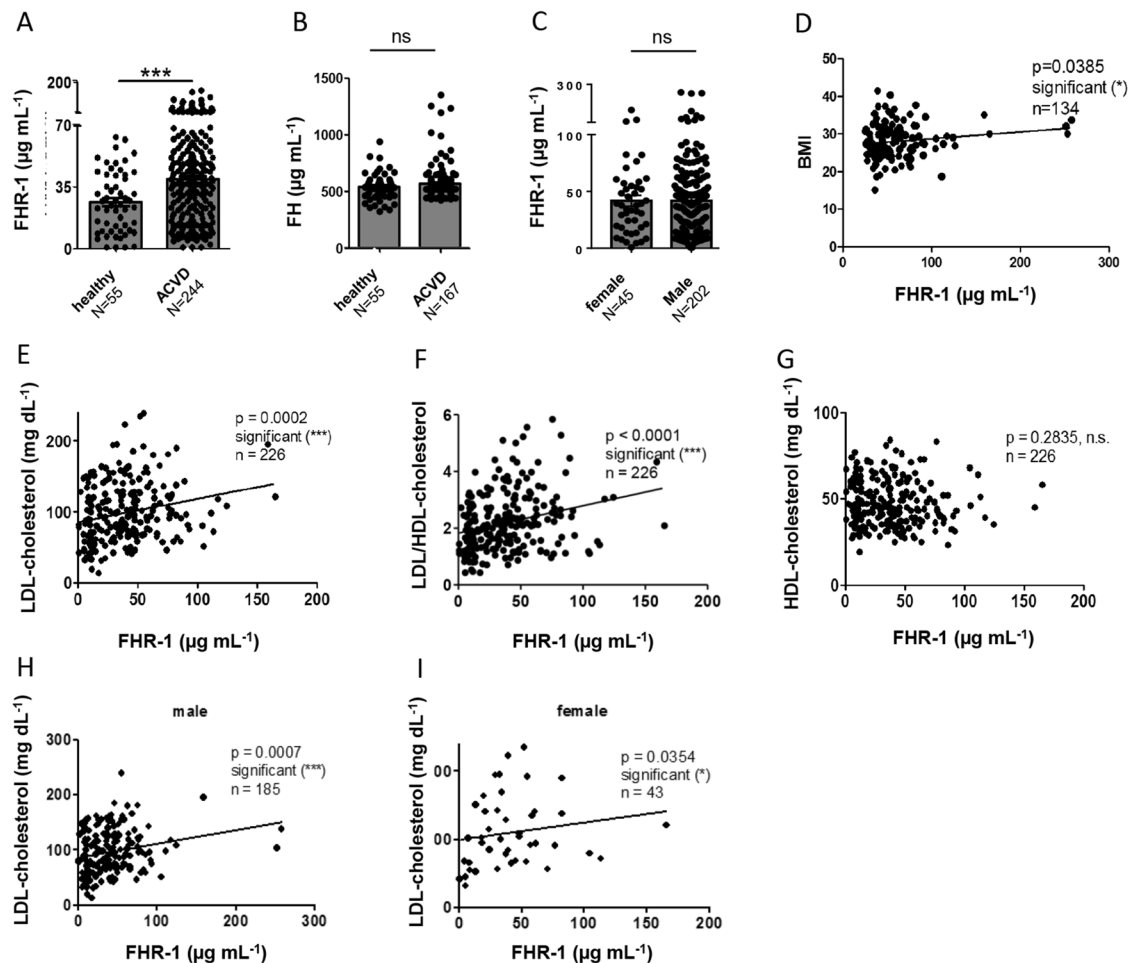 A
***
FHR-1 (µg mL⁻¹)
200
70
35
0
healthy
N=55
ACVD
N=244
B
ns
FH (µg mL⁻¹)
1500
1000
500
0
healthy
N=55
ACVD
N=167
C
ns
FHR-1 (µg mL⁻¹)
300
100
50
0
female
N=45
Male
N=202
D
p=0.0385
significant (*)
n=134
BMI
50
40
30
20
10
0
100
200
300
FHR-1 (µg mL⁻¹)
E
p = 0.0002
significant (***)
n = 226
LDL-cholesterol (mg dL⁻¹)
300
200
100
0
0
50
100
150
200
FHR-1 (µg mL⁻¹)
F
p < 0.0001
significant (***)
n = 226
LDL/HDL-cholesterol
6
4
2
0
0
50
100
150
200
FHR-1 (µg mL⁻¹)
G
p = 0.2835, n.s.
n = 226
HDL-cholesterol (mg dL⁻¹)
100
50
0
0
50
100
150
200
FHR-1 (µg mL⁻¹)
H
male
p = 0.0007
significant (***)
n = 185
LDL-cholesterol (mg dL⁻¹)
300
200
100
0
0
100
200
300
FHR-1 (µg mL⁻¹)
I
female
p = 0.0354
significant (*)
n = 43
LDL-cholesterol (mg dL⁻¹)
00
00
0
0
50
100
150
200
FHR-1 (µg mL⁻¹)